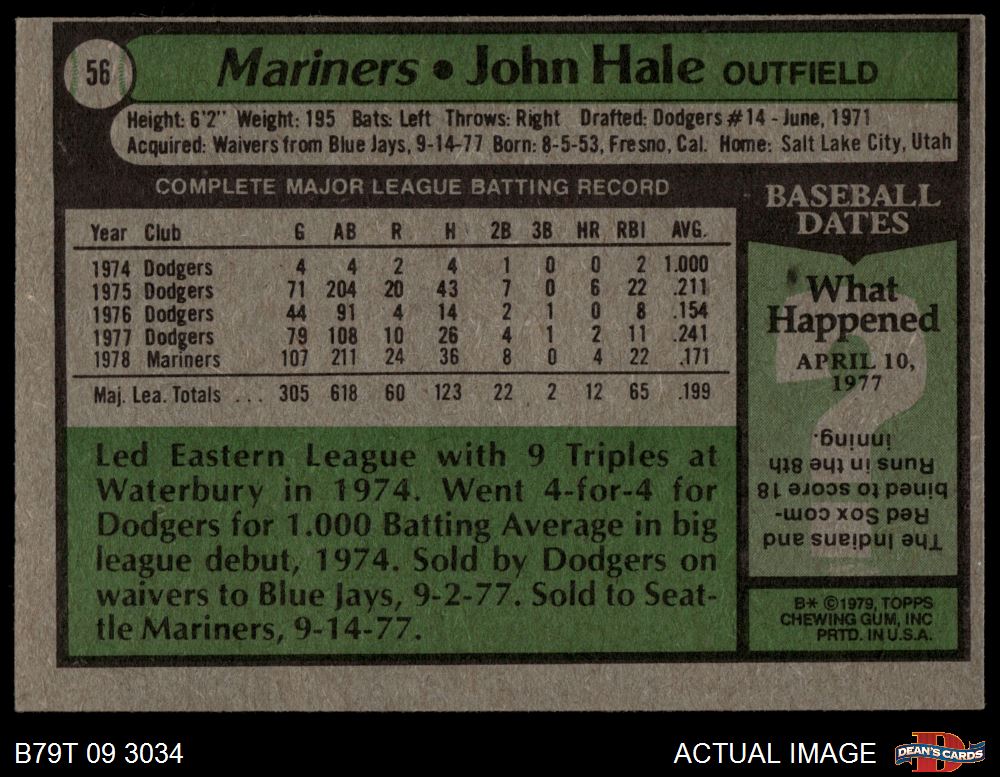 56
Mariners • John Hale OUTFIELD
Height: 6'2" Weight: 195 Bats: Left Throws: Right Drafted: Dodgers #14 - June, 1971
Acquired: Waivers from Blue Jays, 9-14-77 Born: 8-5-53, Fresno, Cal. Home: Salt Lake City, Utah
COMPLETE MAJOR LEAGUE BATTING RECORD
Year Club G AB R H 2B 3B HR RBI AVG.
1974 Dodgers 4 4 2 4 1 0 0 2 1.000
1975 Dodgers 71 204 20 43 7 0 6 22 .211
1976 Dodgers 44 91 4 14 2 1 0 8 .154
1977 Dodgers 79 108 10 26 4 1 2 11 .241
1978 Mariners 107 211 24 36 8 0 4 22 .171
Maj. Lea. Totals ... 305 618 60 123 22 2 12 65 .199
Led Eastern League with 9 Triples at
Waterbury in 1974. Went 4-for-4 for
Dodgers for 1.000 Batting Average in big
league debut, 1974. Sold by Dodgers on
waivers to Blue Jays, 9-2-77. Sold to Seat-
tle Mariners, 9-14-77.
BASEBALL
DATES
What
Happened
APRIL 10,
1977
?
The Indians and
Red Sox com-
bined to score 18
Runs in the 8th
inning.
B* ©1979, TOPPS
CHEWING GUM, INC
PRTD. IN U.S.A.
B79T 09 3034
ACTUAL IMAGE
D
DEAN'S CARDS